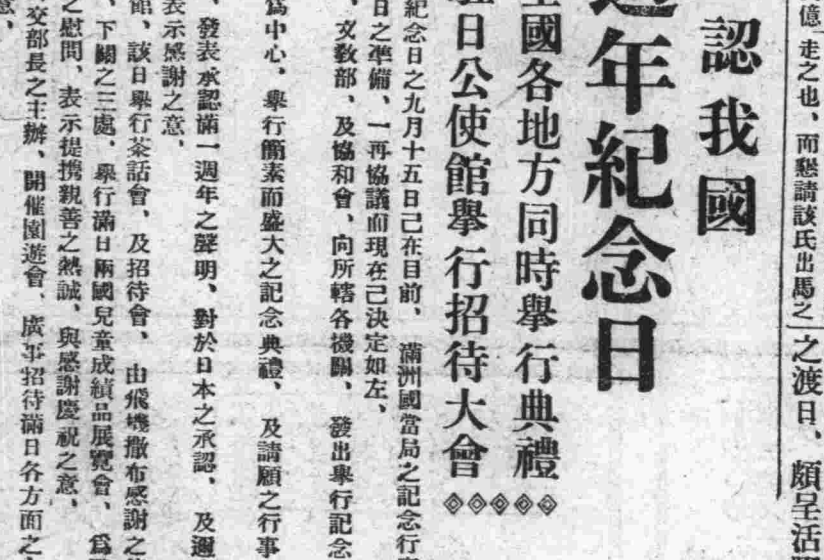 億」走之也、而懇請該氏出馬之
之渡日、頗呈活
認我國
週年紀念日
全國各地方同時舉行典禮
駐日公使館舉行招待大會
◇◇◇◇◇
紀念日之九月十五日己在目前、滿洲國當局之記念行
日之準備、一再協議而現在己決定如左、
、文敎部、及協和會、向所轄各機關、發出舉行記念
爲中心、舉行簡素而盛大之記念典禮、及請願之行事
、發表承認滿一週年之聲明、對於日本之承認、及邇
表示感謝之意、
館、該日舉行茶話會、及招待會、由飛機撒布感謝之
、下關之三處、舉行滿日兩國兒童成績品展覽會、爲
之慰問、表示提携親善之熱誠、與感謝慶祝之意、
交部長之主辦、開催園遊會、廣事招待滿日各方面之
意、